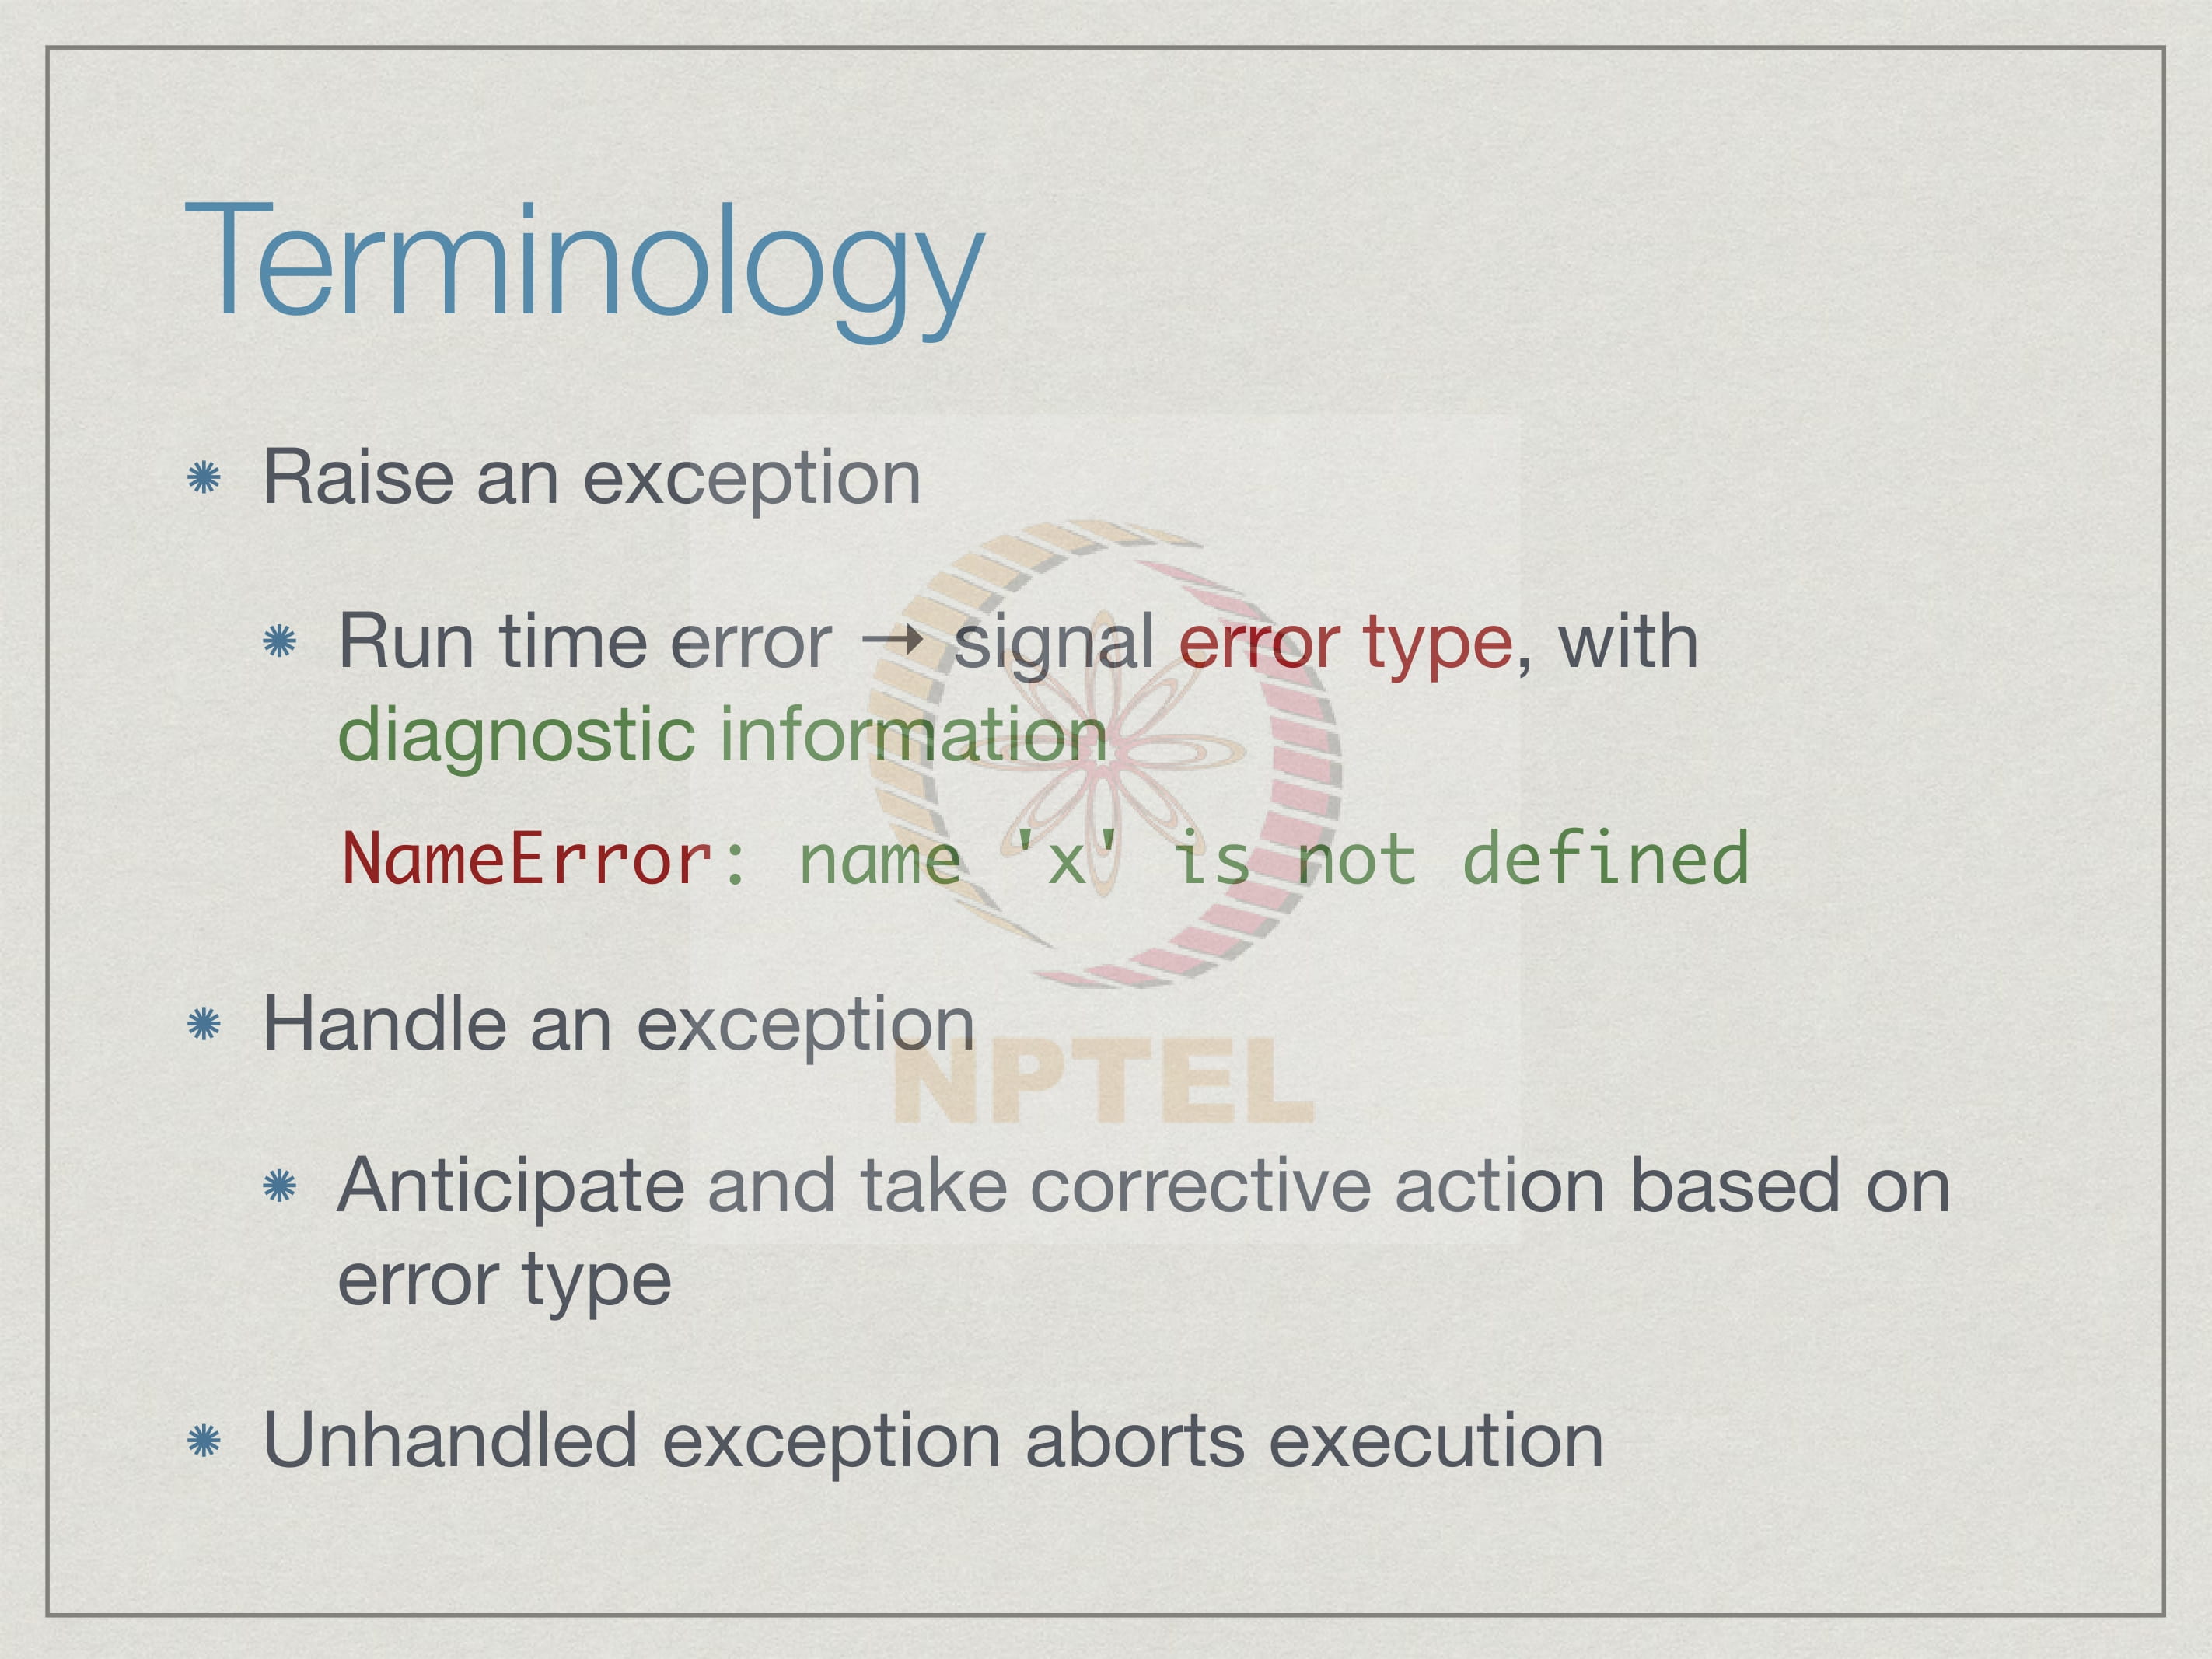 Terminology
Raise an exception
Run time error → signal error type, with
diagnostic information
NameError: name 'x' is not defined
Handle an exception
NPTEL
Anticipate and take corrective action based on
error type
Unhandled exception aborts execution